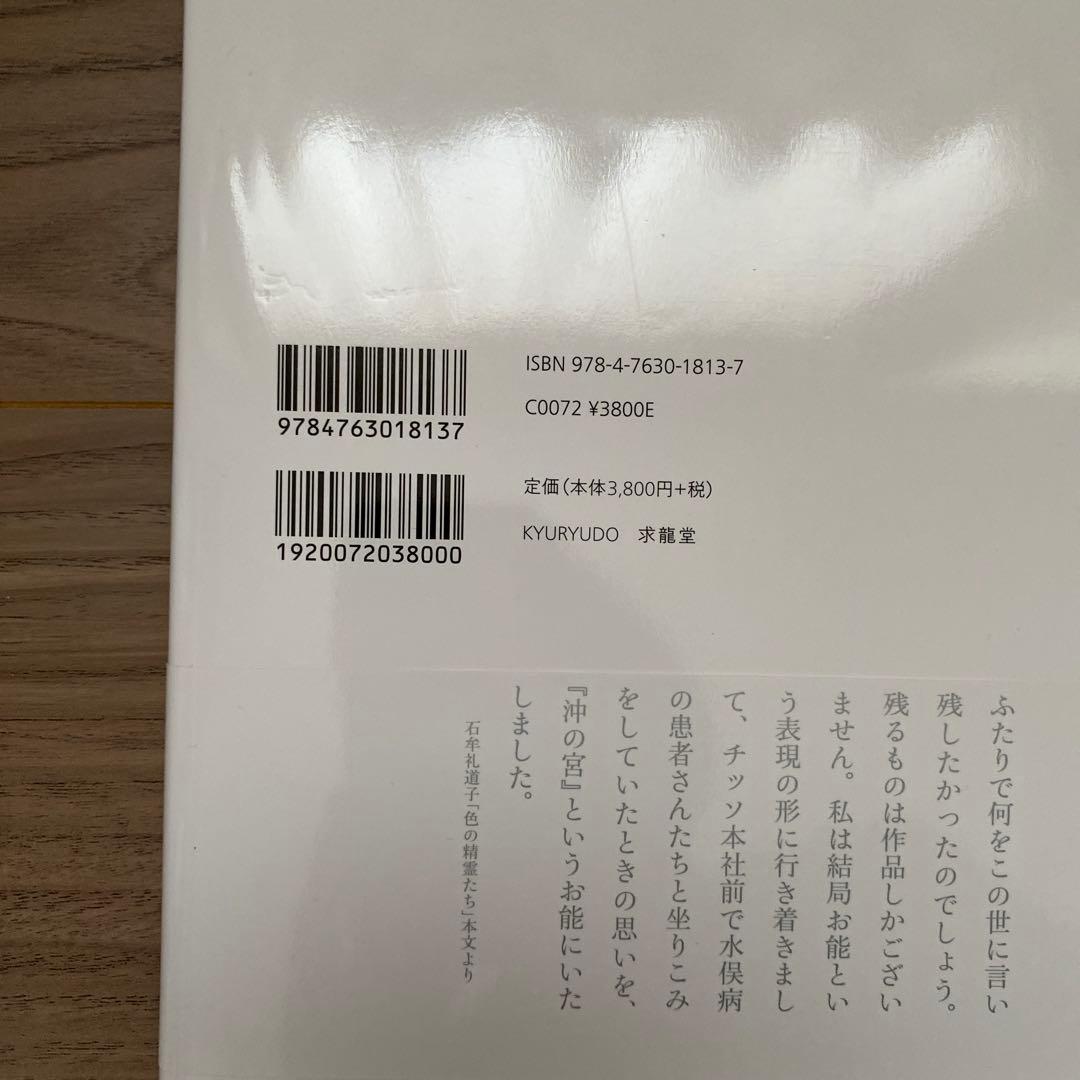 9784763018137
ISBN 978-4-7630-1813-7
C0072 ¥3800E
1920072038000
定価(本体3,800円+税)
KYURYUDO 求龍堂
ふたりで何をこの世に言い
残したかったのでしょう。
残るものは作品しかござい
ません。私は結局お能とい
う表現の形に行き着きまし
て、チッソ本社前で水俣病
の患者さんたちと坐りこみ
をしていたときの思いを、
『沖の宮』というお能にいた
しました。
石牟礼道子「色の精霊たち」本文より